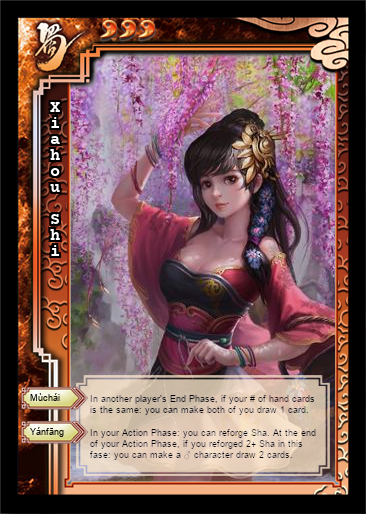 蜀
Xiahou Shi
Mùchái
In another player's End Phase, if your # of hand cards
is the same: you can make both of you draw 1 card.
Yánfāng
In your Action Phase: you can reforge Sha. At the end
of your Action Phase, if you reforged 2+ Sha in this
fase: you can make a ♂ character draw 2 cards.